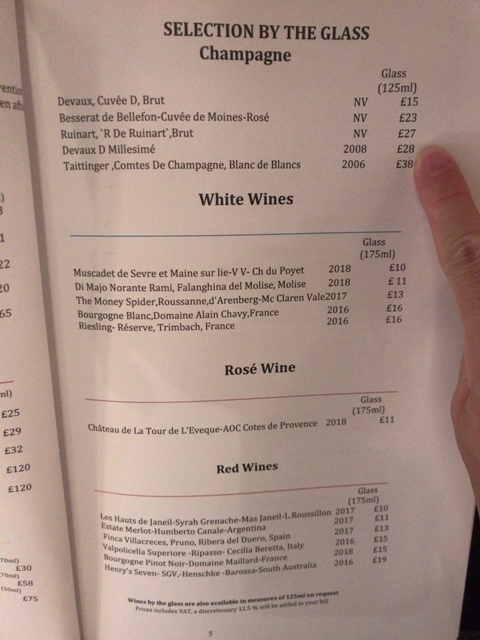 SELECTION BY THE GLASS
Champagne
Glass
(125ml)
Devaux, Cuvée D, Brut NV £15
Besserat de Bellefon-Cuvée de Moines-Rosé NV £23
Ruinart,`R De Ruinart`,Brut NV £27
Devaux D Millesimé 2008 £28
Taittinger ,Comtes De Champagne, Blanc de Blancs 2006 £38
White Wines
Glass
(175ml)
Muscadet de Sevre et Maine sur lie-V V- Ch du Poyet 2018 £10
Di Majo Norante Rami, Falanghina del Molise, Molise 2018 £ 11
The Money Spider,Roussanne,d'Arenberg-Mc Claren Vale2017 £13
Bourgogne Blanc,Domaine Alain Chavy,France 2016 £16
Riesling- Réserve, Trimbach, France 2016 £16
Rosé Wine
Glass
(175ml)
Château de La Tour de L'Eveque-AOC Cotes de Provence 2018 £11
Red Wines
Glass
(175ml)
Les Hauts de Janeil-Syrah Grenache-Mas Janeil-L.Roussillon 2017 £10
Estate Merlot-Humberto Canale-Argentina 2017 £11
Finca Villacreces, Pruno, Ribera del Duero, Spain 2017 £13
Valpolicella Superiore -Ripasso- Cecilia Beretta, Italy 2016 £15
Bourgogne Pinot Noir-Domaine Maillard-France 2018 £15
Henry's Seven- SGV,-Henschke -Barossa-South Australia 2016 £19
Wines by the glass are also available in measures of 125ml on request
Prices includes VAT, a discretionary 12.5 % will be added to your bill
5
22
20
65
£25
£29
£32
£120
£120
£30
£58
£75